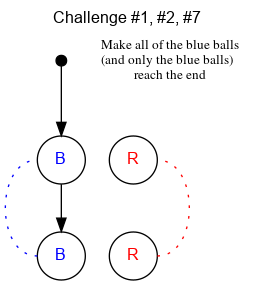 Challenge #1, #2, #7
Make all of the blue balls
(and only the blue balls)
reach the end
B R
B R